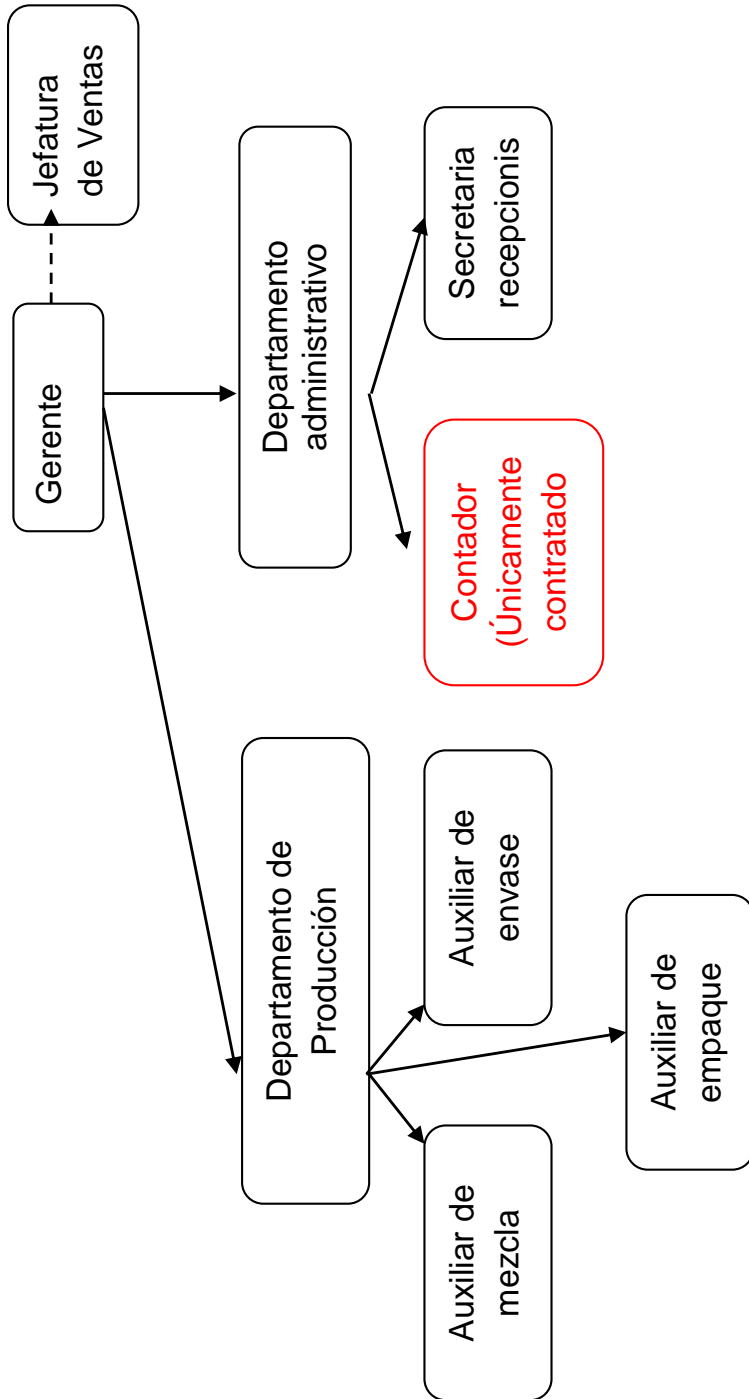 Gerente
Jefatura
de Ventas
Departamento de
Producción
Departamento
administrativo
Auxiliar de
mezcla
Auxiliar de
envase
Contador
(Únicamente
contratado
Secretaria
recepcionis
Auxiliar de
empaque